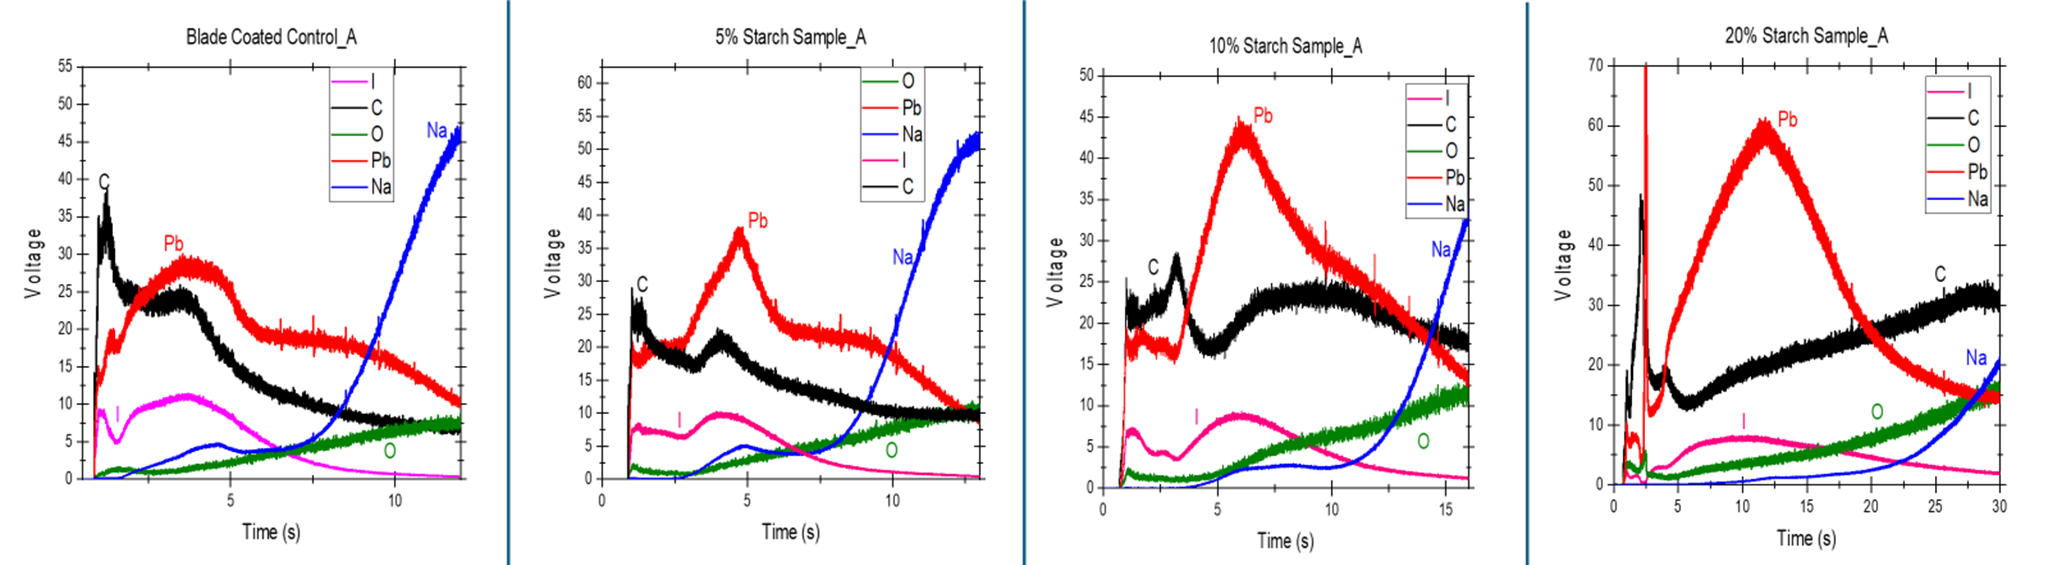 Blade Coated Control_A
55
50
45
40
35
30
25
20
15
10
5
0
Voltage
5
10
Time (s)
I
C
O
Pb
Na
C
Pb
I
Na
O
5% Starch Sample_A
60
55
50
45
40
35
30
25
20
15
10
5
0
Voltage
0
5
10
Time (s)
O
Pb
Na
I
C
C
Pb
I
Na
O
10% Starch Sample_A
50
45
40
35
30
25
20
15
10
5
0
Voltage
0
5
10
15
Time (s)
I
C
O
Pb
Na
C
Pb
I
Na
O
20% Starch Sample_A
70
60
50
40
30
20
10
0
Voltage
0
5
10
15
20
25
30
Time (s)
I
C
O
Pb
Na
Pb
C
I
O
Na